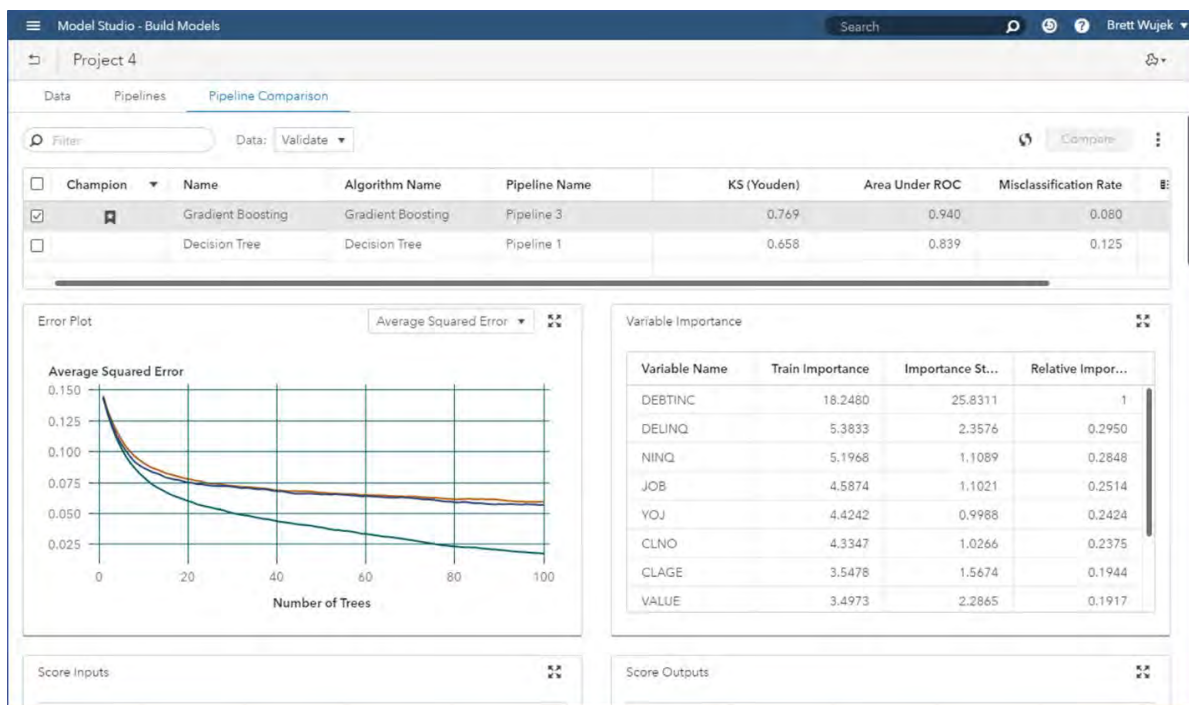 Model Studio - Build Models Search Brett Wujek
Project 4
Data Pipelines Pipeline Comparison
Filter Data: Validate Compare
Champion Name Algorithm Name Pipeline Name KS (Youden) Area Under ROC Misclassification Rate
Gradient Boosting Gradient Boosting Pipeline 3 0.769 0.940 0.080
Decision Tree Decision Tree Pipeline 1 0.658 0.839 0.125
Error Plot Average Squared Error
Average Squared Error
0.150
0.125
0.100
0.075
0.050
0.025
0 20 40 60 80 100
Number of Trees
Variable Importance
Variable Name Train Importance Importance St... Relative Impor...
DEBTINC 18.2480 25.8311 1
DELINQ 5.3833 2.3576 0.2950
NINQ 5.1968 1.1089 0.2848
JOB 4.5874 1.1021 0.2514
YOJ 4.4242 0.9988 0.2424
CLNO 4.3347 1.0266 0.2375
CLAGE 3.5478 1.5674 0.1944
VALUE 3.4973 2.2865 0.1917
Score Inputs
Score Outputs